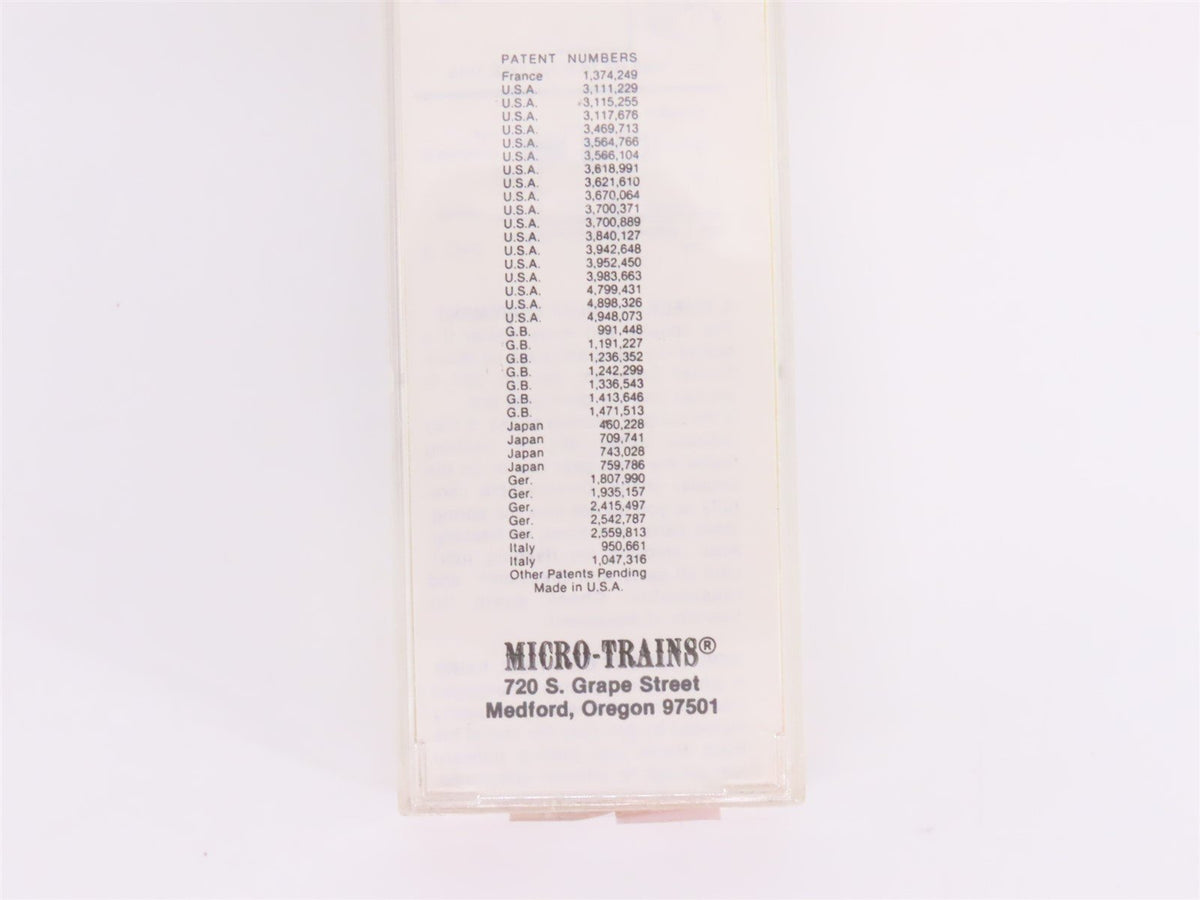 PATENT NUMBERS
France 1,374,249
U.S.A. 3,111,229
U.S.A. 3,115,255
U.S.A. 3,117,676
U.S.A. 3,469,713
U.S.A. 3,564,766
U.S.A. 3,566,104
U.S.A. 3,618,991
U.S.A. 3,621,610
U.S.A. 3,670,064
U.S.A. 3,700,371
U.S.A. 3,700,889
U.S.A. 3,840,127
U.S.A. 3,942,648
U.S.A. 3,952,450
U.S.A. 3,983,663
U.S.A. 4,799,431
U.S.A. 4,898,326
U.S.A. 4,948,073
G.B. 991,448
G.B. 1,191,227
G.B. 1,236,352
G.B. 1,242,299
G.B. 1,336,543
G.B. 1,413,646
G.B. 1,471,513
Japan 460,228
Japan 709,741
Japan 743,028
Japan 759,786
Ger. 1,807,990
Ger. 1,935,157
Ger. 2,415,497
Ger. 2,542,787
Ger. 2,559,813
Italy 950,661
Italy 1,047,316
Other Patents Pending
Made in U.S.A.
MICRO-TRAINS®
720 S. Grape Street
Medford, Oregon 97501